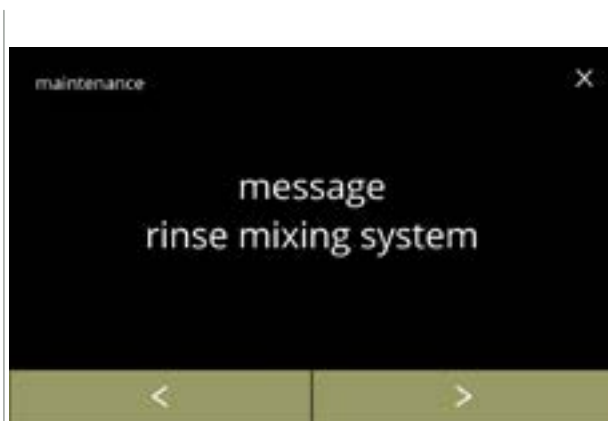 maintenance X
message
rinse mixing system
< >